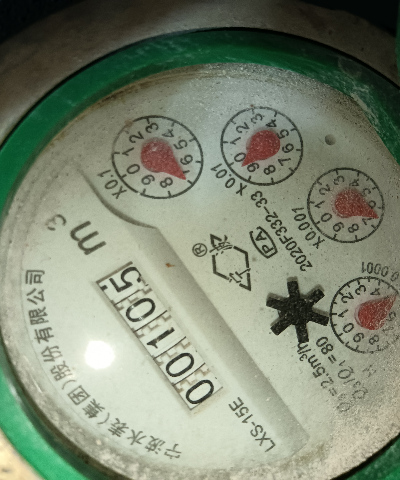 宁波水表(集团)股份有限公司
m³
00105
LXS-15E
Q₃=2.5m³/h
Q₃/Q₁=80
2020F332-33
®
X0.1
X0.01
X0.001
0.0001